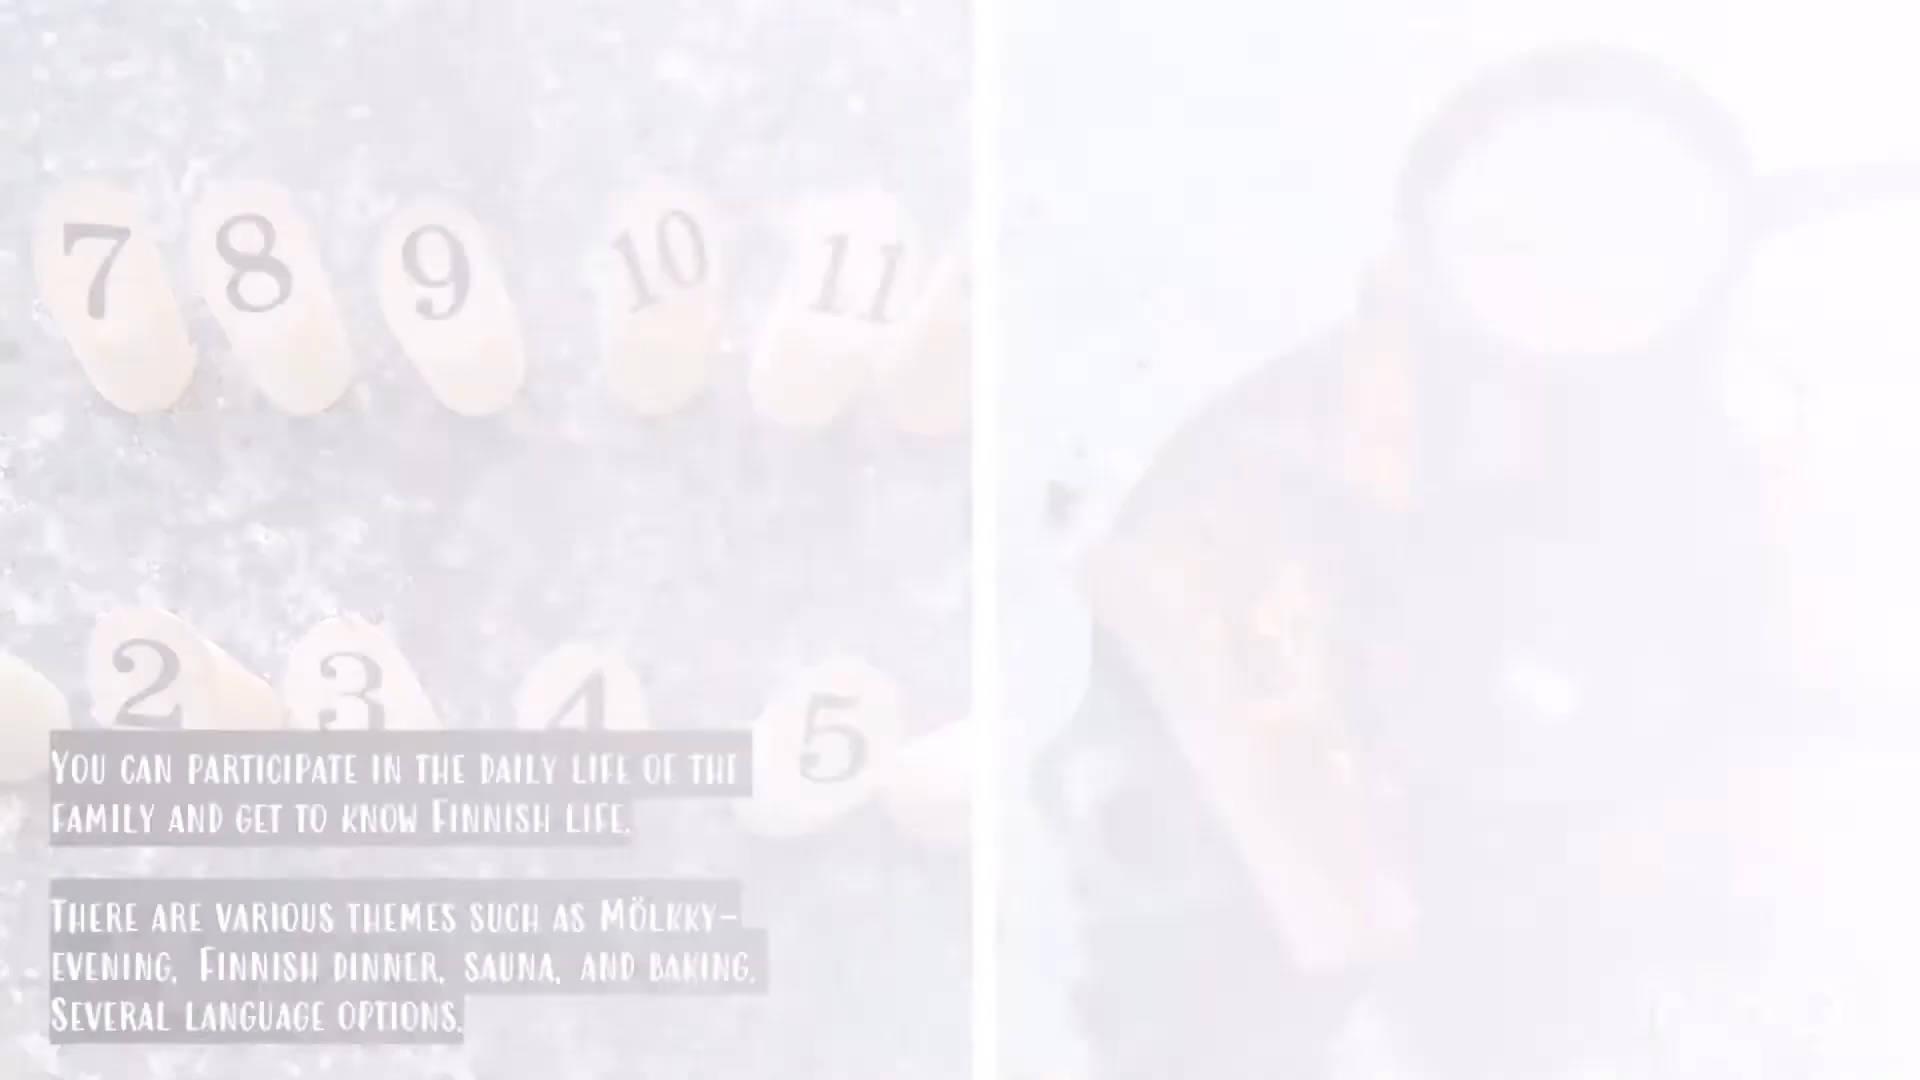 7 8 9 10 11
2 3 4 5
You can participate in the daily life of the
family and get to know Finnish life.
There are various themes such as Mölkky-
evening, Finnish dinner, sauna, and baking.
Several language options.